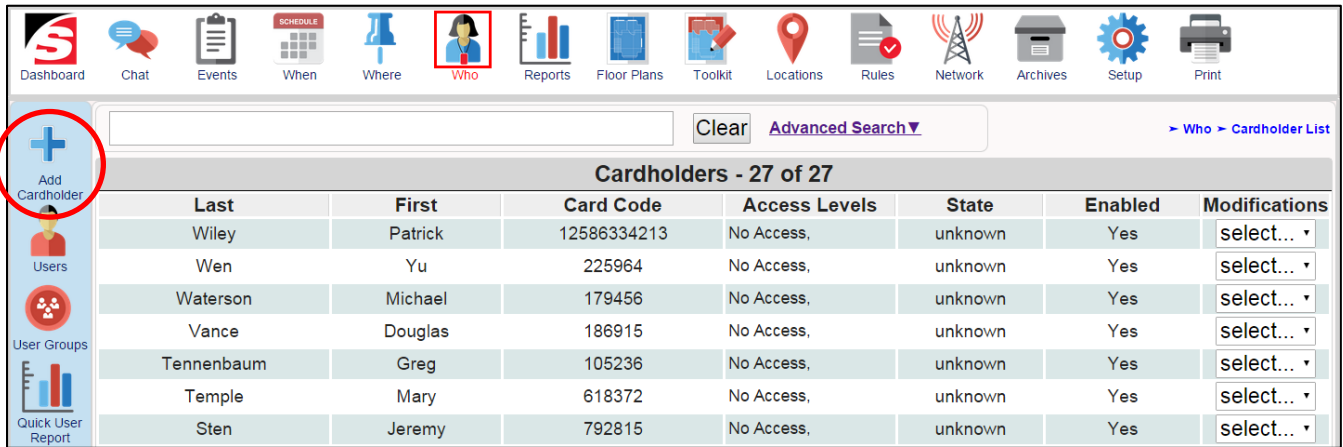 SCHEDULE
Dashboard Chat Events When Where Who Reports Floor Plans Toolkit Locations Rules Network Archives Setup Print
Clear Advanced Search▼ ➢ Who ➢ Cardholder List
Add
Cardholder
Users
User Groups
Quick User
Report
Cardholders - 27 of 27
Last First Card Code Access Levels State Enabled Modifications
Wiley Patrick 12586334213 No Access, unknown Yes select...
Wen Yu 225964 No Access, unknown Yes select...
Waterson Michael 179456 No Access, unknown Yes select...
Vance Douglas 186915 No Access, unknown Yes select...
Tennenbaum Greg 105236 No Access, unknown Yes select...
Temple Mary 618372 No Access, unknown Yes select...
Sten Jeremy 792815 No Access, unknown Yes select...